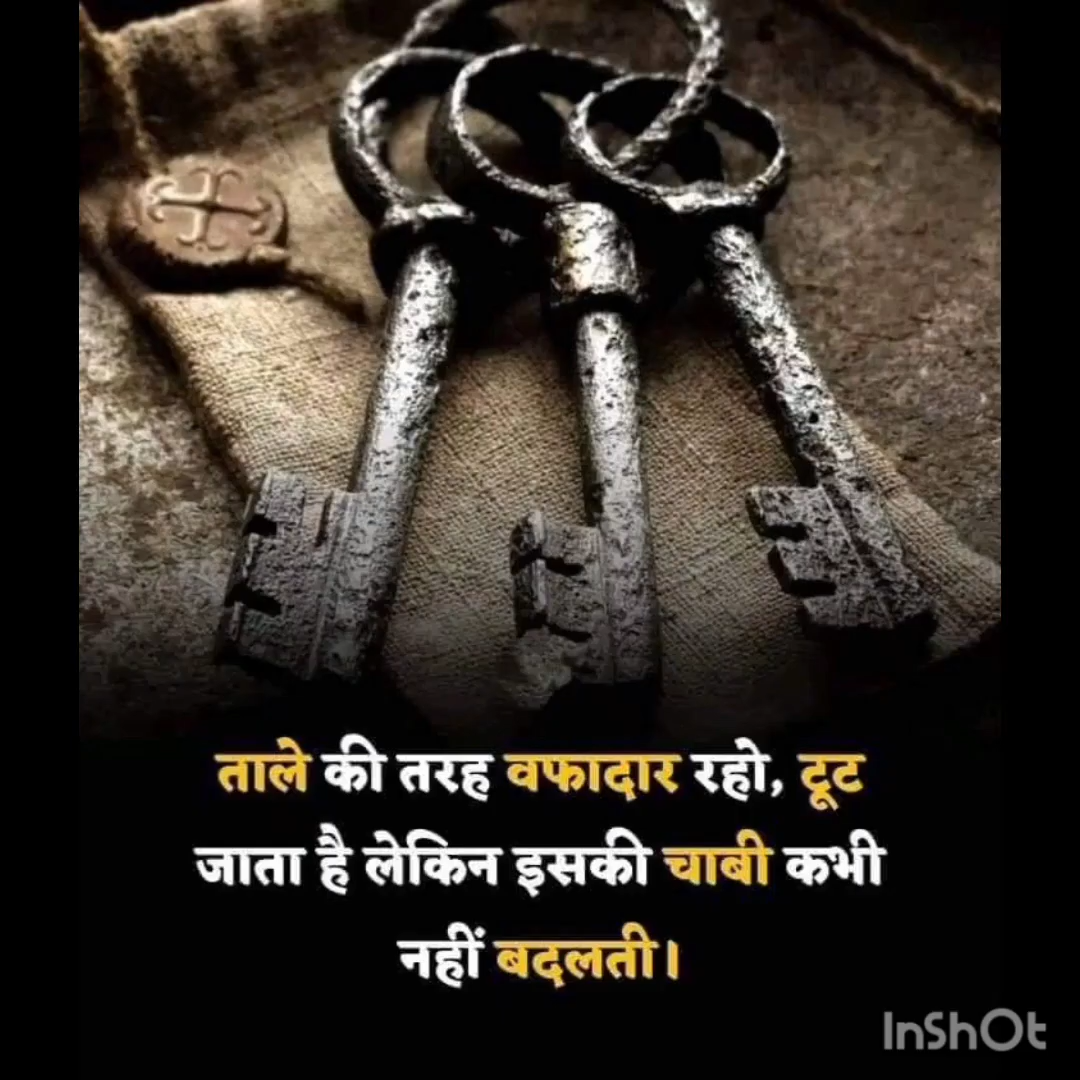 ताले की तरह वफादार रहो, टूट
जाता है लेकिन इसकी चाबी कभी
नहीं बदलती।
InShOt